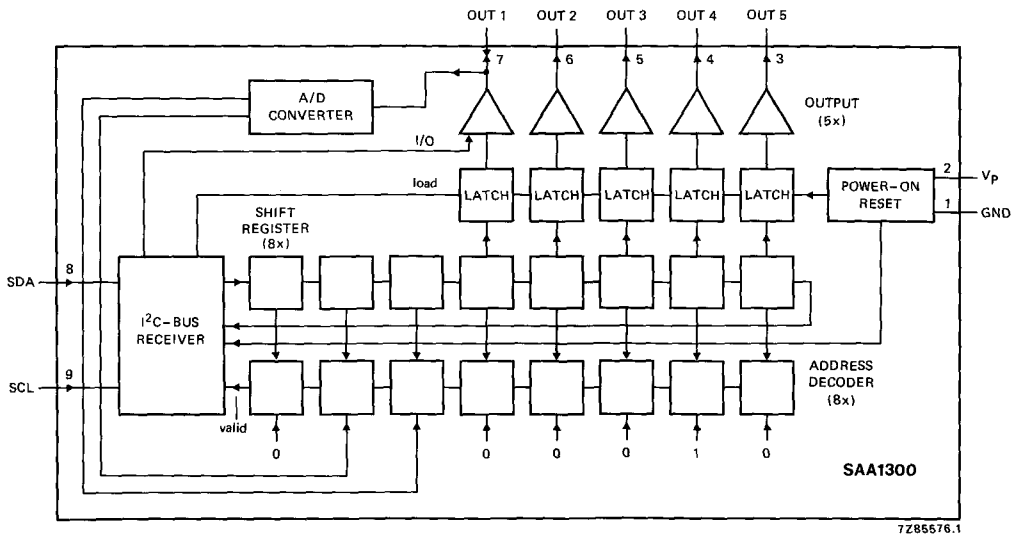 OUT 1 OUT 2 OUT 3 OUT 4 OUT 5
7 6 5 4 3
A/D
CONVERTER
OUTPUT
(5x)
I/O
load
LATCH LATCH LATCH LATCH LATCH
POWER-ON
RESET
2 VP
1 GND
SHIFT
REGISTER
(8x)
SDA 8
I²C-BUS
RECEIVER
SCL 9
ADDRESS
DECODER
(8x)
valid
0 0 0 0 1 0
SAA1300
7Z85576.1